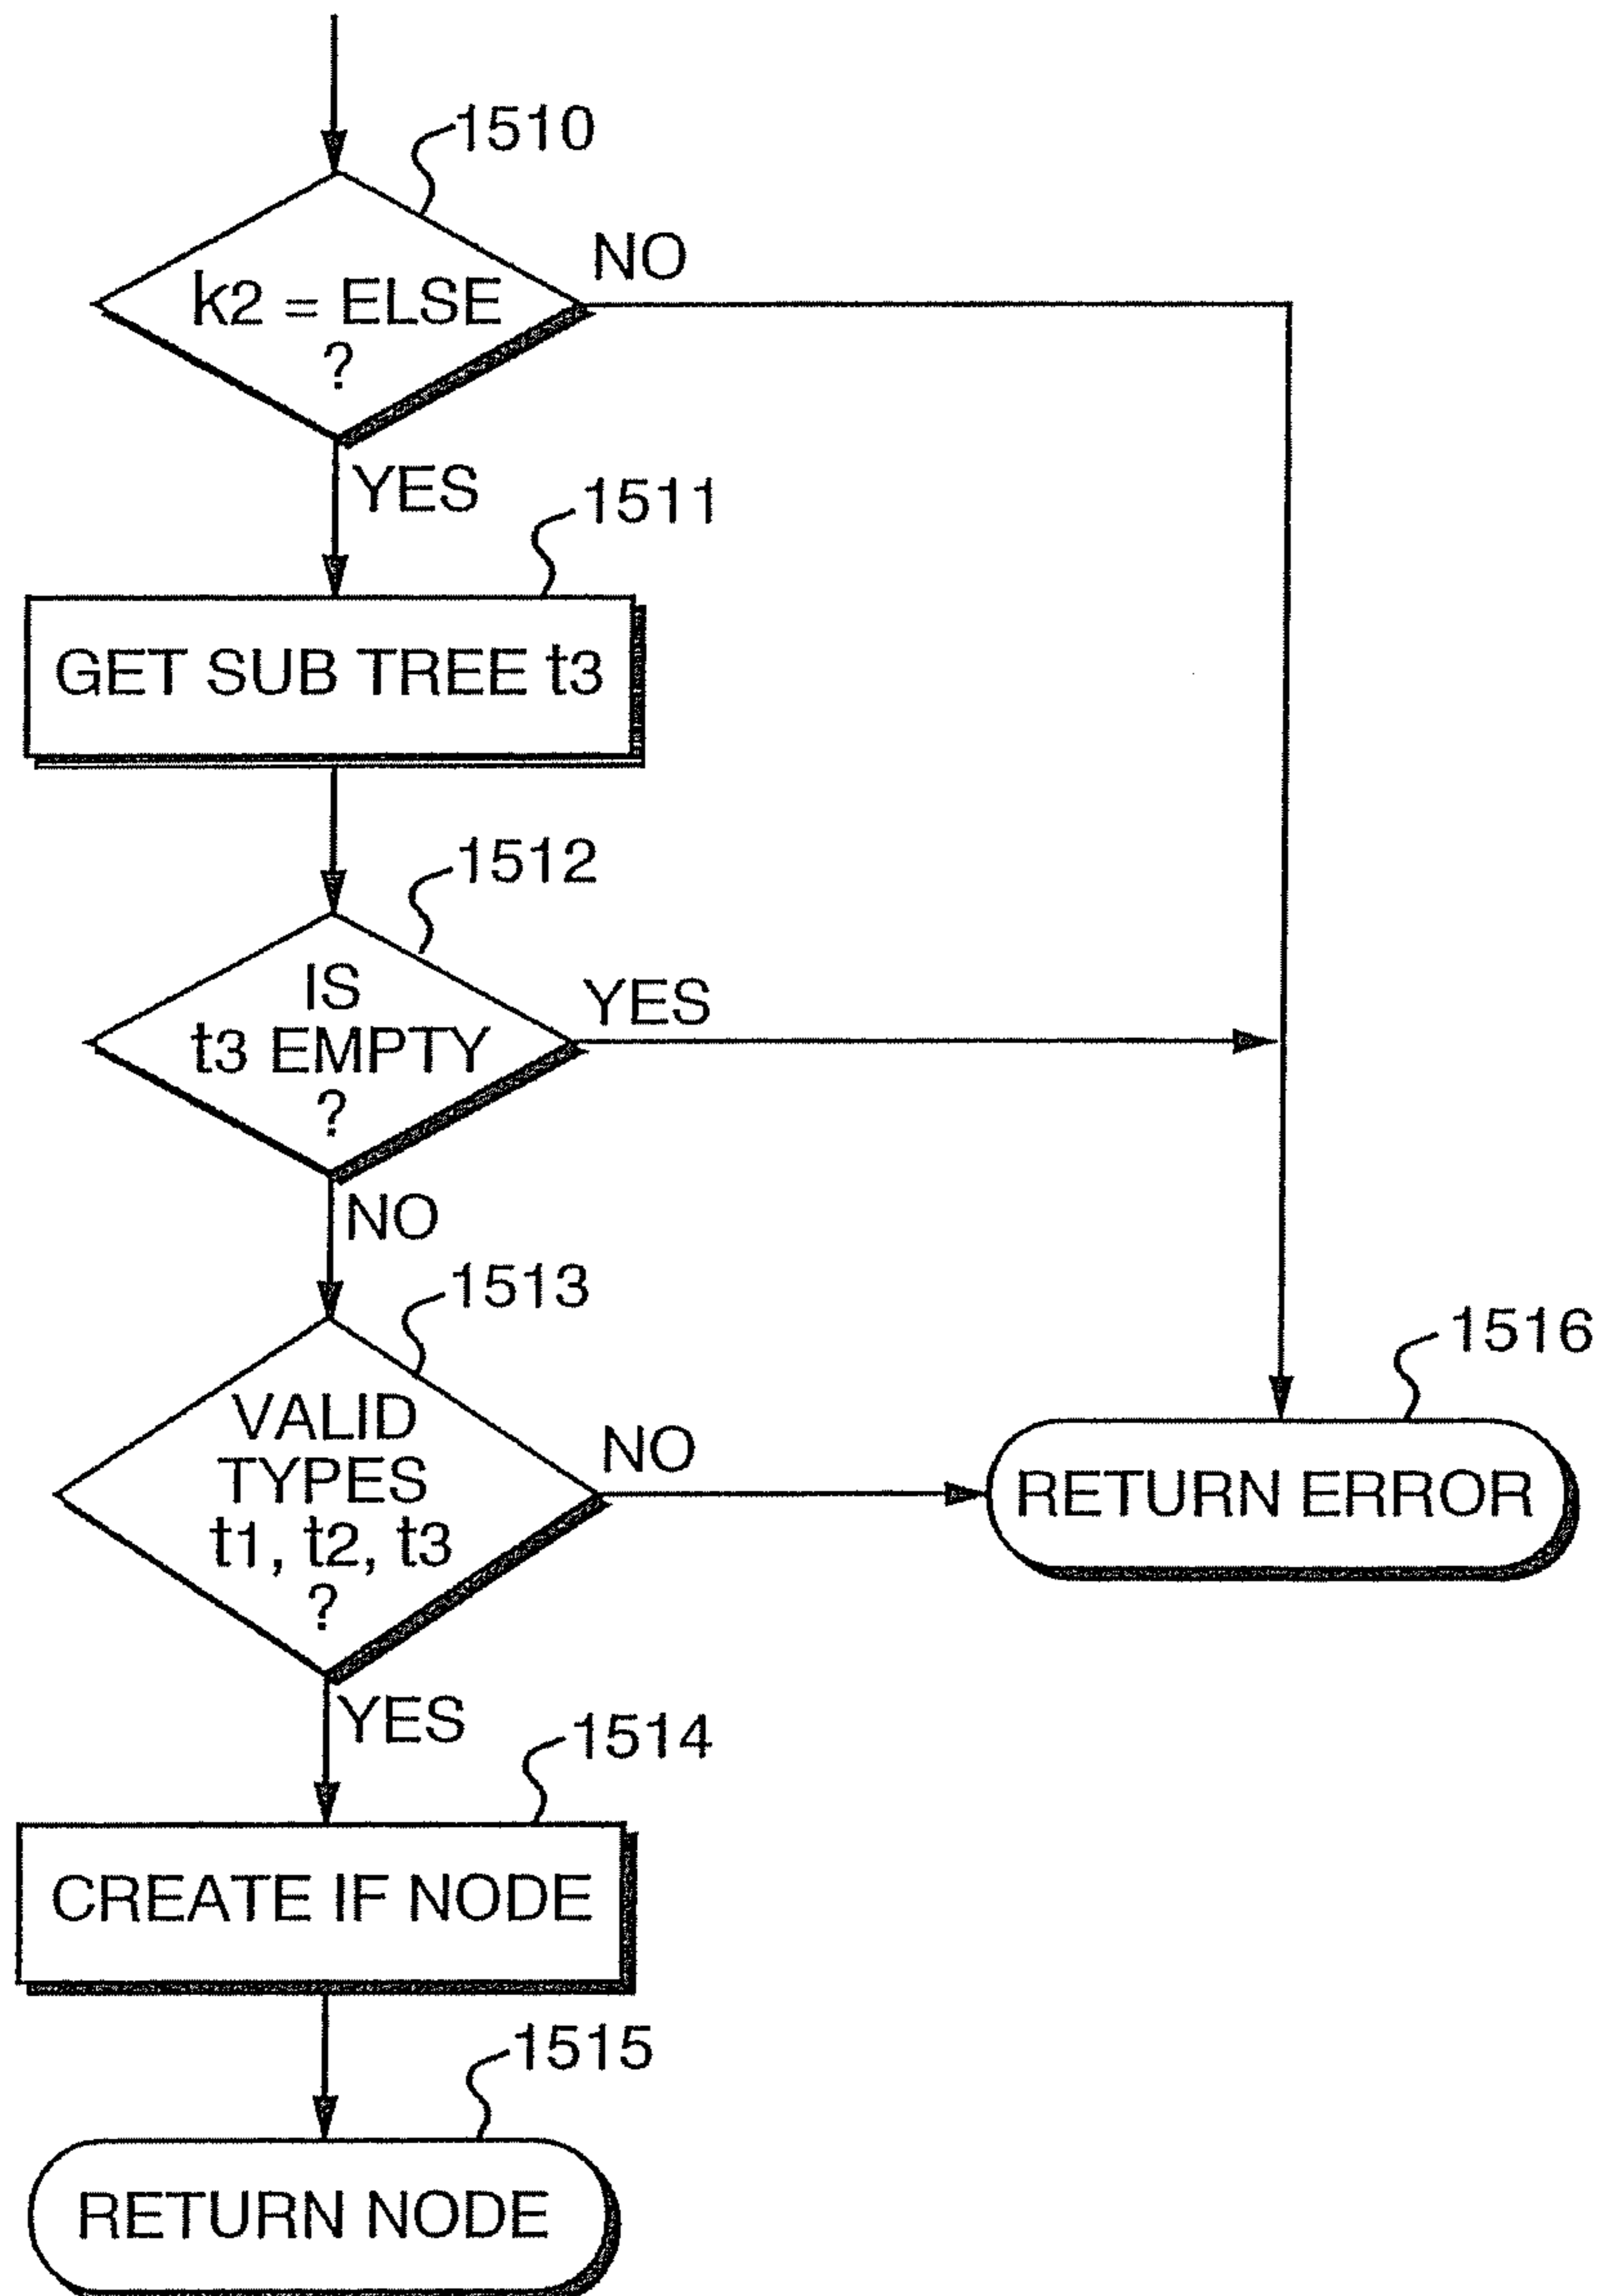 1510
k2 = ELSE
?
NO
YES
1511
GET SUB TREE t3
1512
IS
t3 EMPTY
?
YES
NO
1513
VALID
TYPES
t1, t2, t3
?
NO
1516
RETURN ERROR
YES
1514
CREATE IF NODE
1515
RETURN NODE